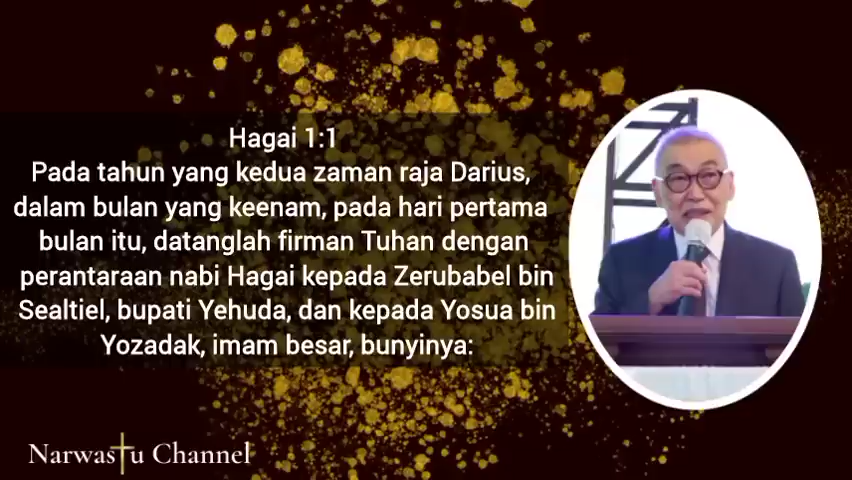 Hagai 1:1
Pada tahun yang kedua zaman raja Darius,
dalam bulan yang keenam, pada hari pertama
bulan itu, datanglah firman Tuhan dengan
perantaraan nabi Hagai kepada Zerubabel bin
Sealtiel, bupati Yehuda, dan kepada Yosua bin
Yozadak, imam besar, bunyinya:
Narwastu Channel